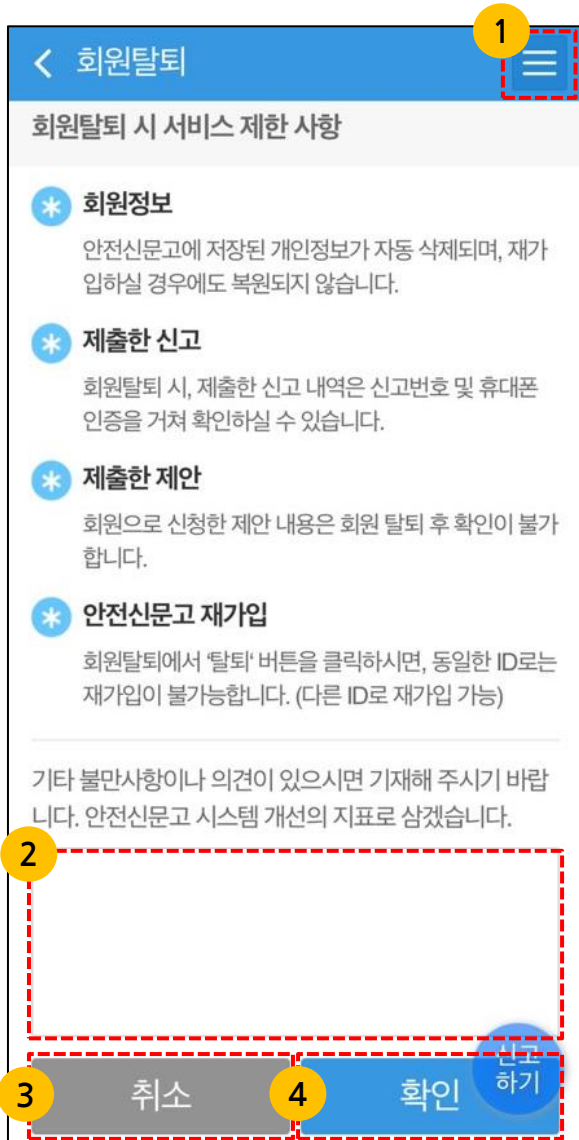 1
회원탈퇴
회원탈퇴 시 서비스 제한 사항
회원정보
안전신문고에 저장된 개인정보가 자동 삭제되며, 재가
입하실 경우에도 복원되지 않습니다.
제출한 신고
회원탈퇴 시, 제출한 신고 내역은 신고번호 및 휴대폰
인증을 거쳐 확인하실 수 있습니다.
제출한 제안
회원으로 신청한 제안 내용은 회원 탈퇴 후 확인이 불가
합니다.
안전신문고 재가입
회원탈퇴에서 ‘탈퇴‘ 버튼을 클릭하시면, 동일한 ID로는
재가입이 불가능합니다. (다른 ID로 재가입 가능)
기타 불만사항이나 의견이 있으시면 기재해 주시기 바랍
니다. 안전신문고 시스템 개선의 지표로 삼겠습니다.
2
신고
하기
3 취소
4 확인